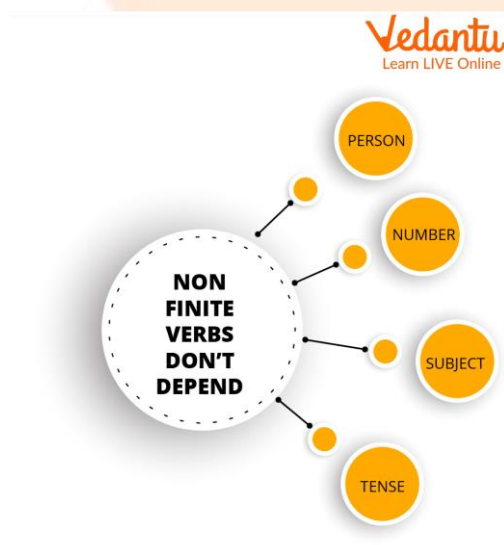 Vedantu
Learn LIVE Online
PERSON
NUMBER
NON
FINITE
VERBS
DON'T
DEPEND
SUBJECT
TENSE